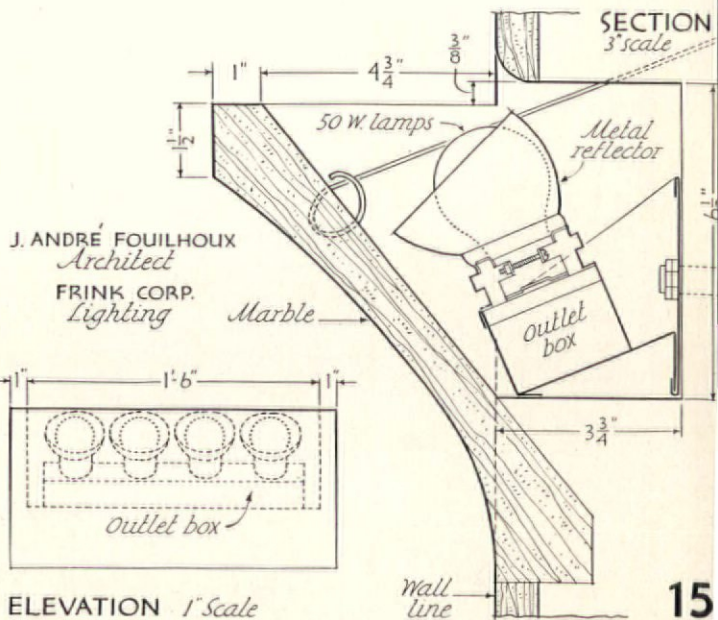 SECTION
3" scale
3/8"
1"
4 3/4"
1 1/2"
50 W. lamps
Metal
reflector
J. ANDRÉ FOUILHOUX
Architect
FRINK CORP.
Lighting
Marble
Outlet
box
1"
1'-6"
1"
3 3/4"
Outlet box
Wall
line
ELEVATION 1" Scale
15